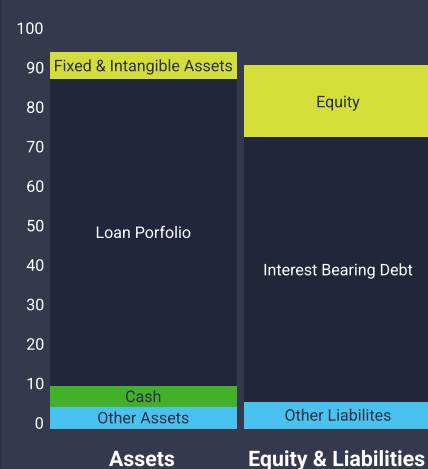 100
90
80
70
60
50
40
30
20
10
0
Fixed & Intangible Assets
Loan Porfolio
Cash
Other Assets
Equity
Interest Bearing Debt
Other Liabilites
Assets
Equity & Liabilities